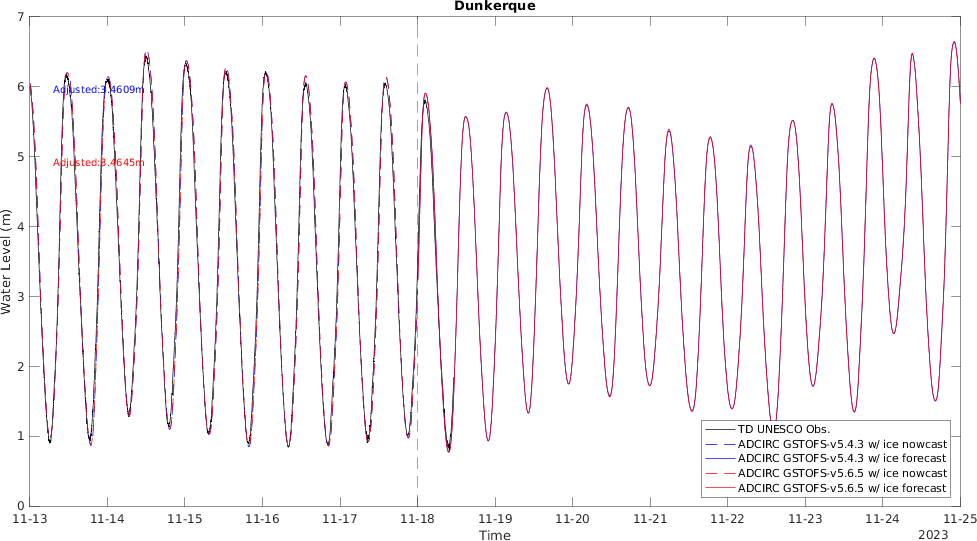 Dunkerque
7
6
5
4
3
2
1
0
Water Level (m)
Adjusted:3.4609m
Adjusted:3.4645m
TD UNESCO Obs.
ADCIRC GSTOFS-v5.4.3 w/ ice nowcast
ADCIRC GSTOFS-v5.4.3 w/ ice forecast
ADCIRC GSTOFS-v5.6.5 w/ ice nowcast
ADCIRC GSTOFS-v5.6.5 w/ ice forecast
11-13 11-14 11-15 11-16 11-17 11-18 11-19 11-20 11-21 11-22 11-23 11-24 11-25
Time
2023